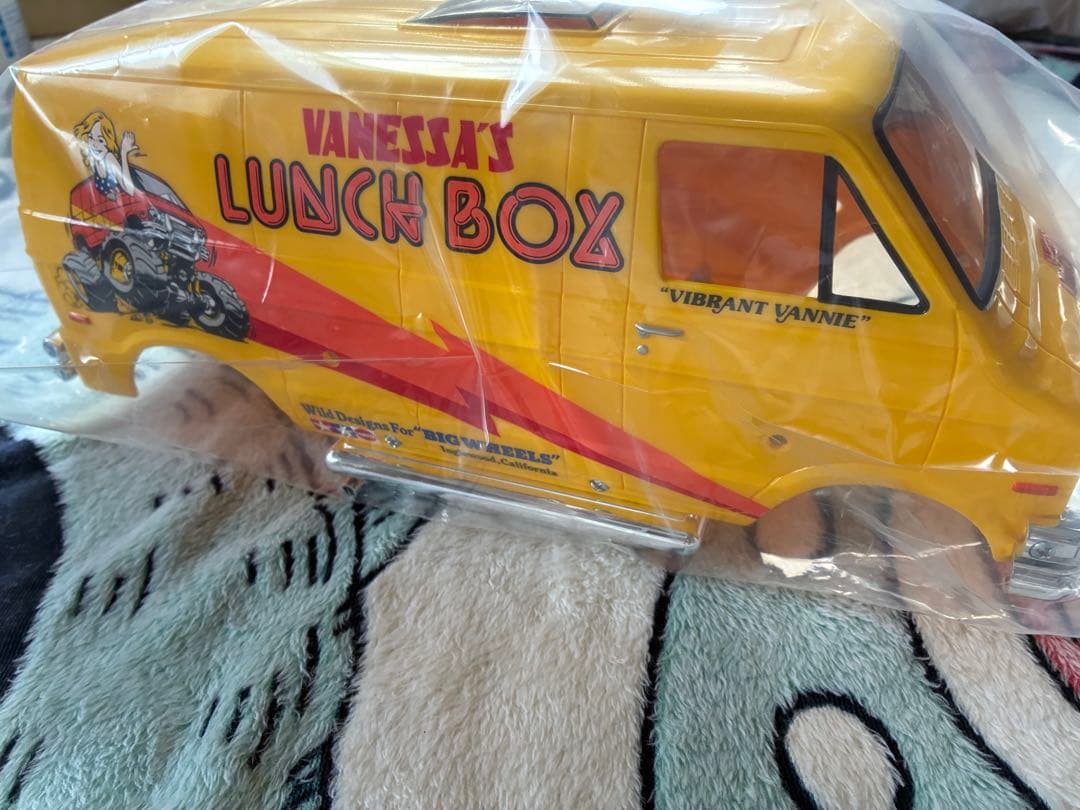 VANESSA'S
LUNCH BOX
"VIBRANT VANNIE"
Wild Designs For "BIG WHEELS"
Inglewood, California